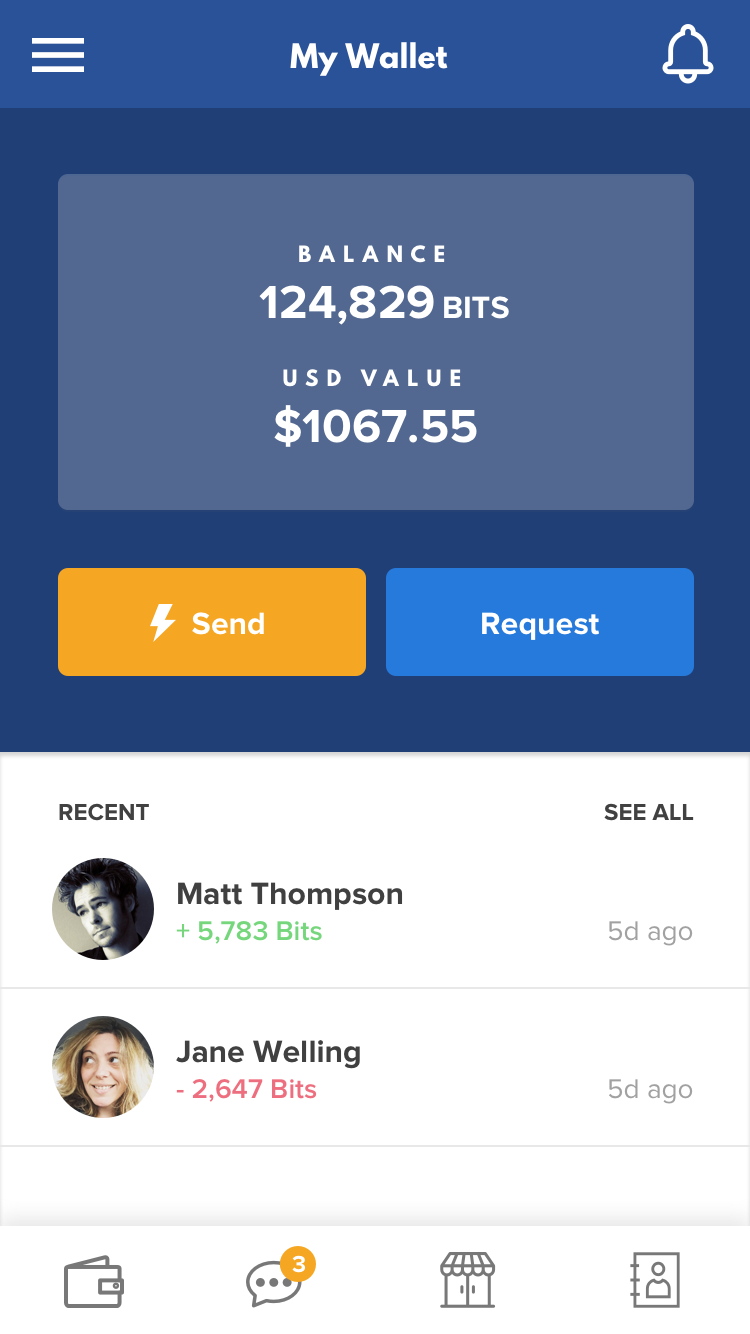 My Wallet
BALANCE
124,829 BITS
USD VALUE
$1067.55
Send
Request
RECENT
SEE ALL
Matt Thompson
+ 5,783 Bits
5d ago
Jane Welling
- 2,647 Bits
5d ago
3